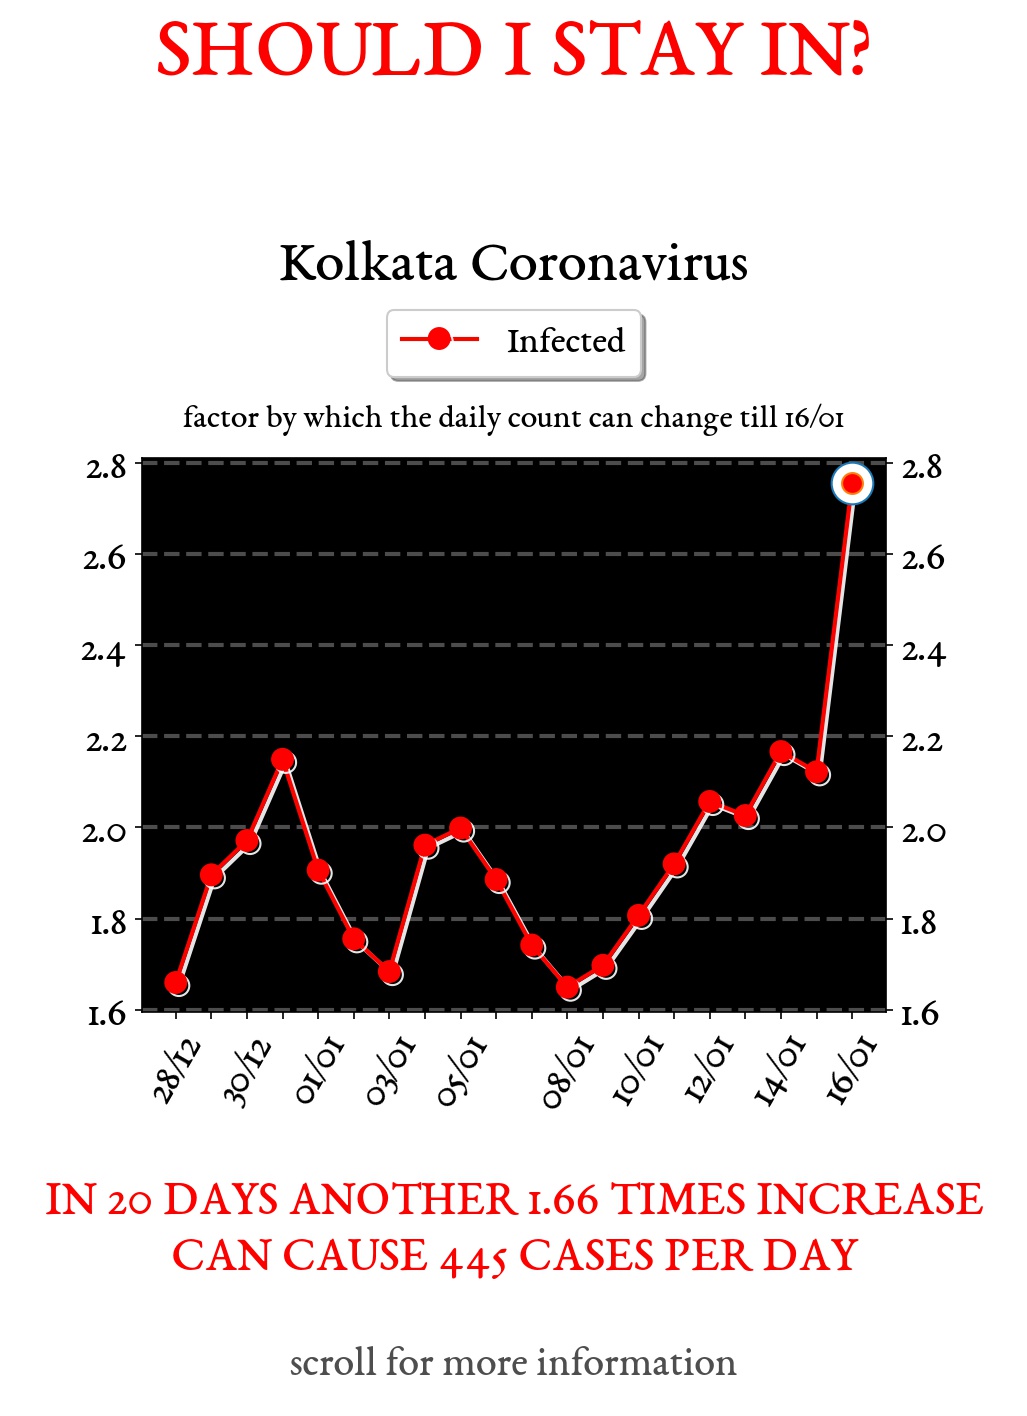 SHOULD I STAY IN?
Kolkata Coronavirus
Infected
factor by which the daily count can change till 16/01
2.8 2.8
2.6 2.6
2.4 2.4
2.2 2.2
2.0 2.0
1.8 1.8
1.6 1.6
28/12 30/12 01/01 03/01 05/01 08/01 10/01 12/01 14/01 16/01
IN 20 DAYS ANOTHER 1.66 TIMES INCREASE
CAN CAUSE 445 CASES PER DAY
scroll for more information